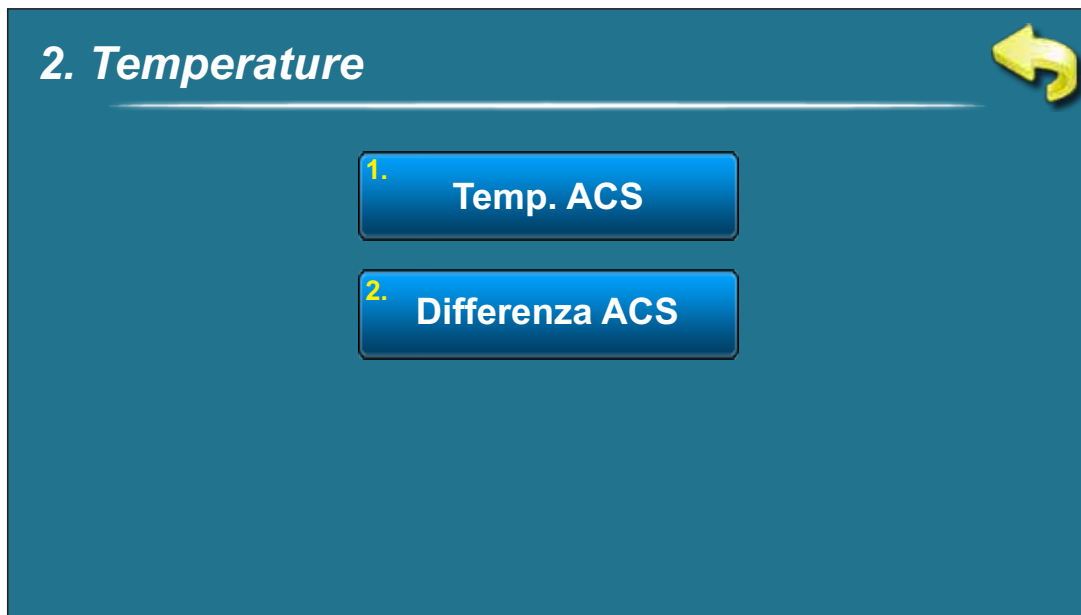 2. Temperature
1.
Temp. ACS
2.
Differenza ACS